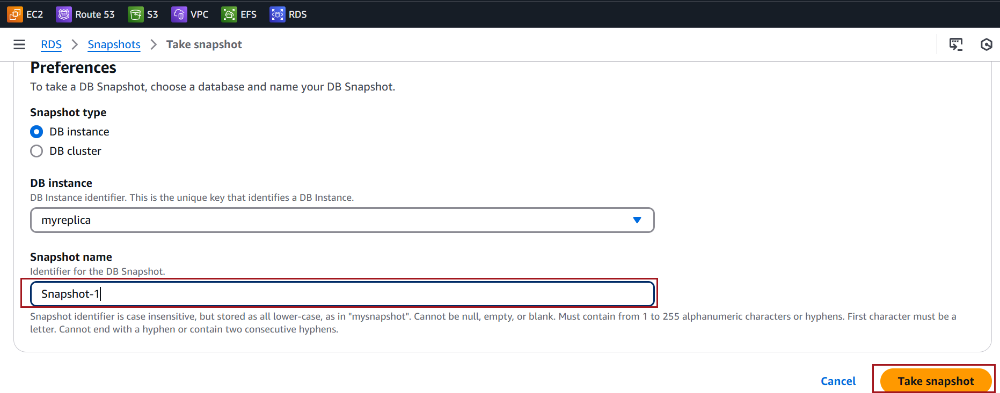 EC2 Route 53 S3 VPC EFS RDS
RDS Snapshots Take snapshot
Preferences
To take a DB Snapshot, choose a database and name your DB Snapshot.
Snapshot type
DB instance
DB cluster
DB instance
DB Instance identifier. This is the unique key that identifies a DB Instance.
myreplica
Snapshot name
Identifier for the DB Snapshot.
Snapshot-1
Snapshot identifier is case insensitive, but stored as all lower-case, as in "mysnapshot". Cannot be null, empty, or blank. Must contain from 1 to 255 alphanumeric characters or hyphens. First character must be a
letter. Cannot end with a hyphen or contain two consecutive hyphens.
Cancel Take snapshot